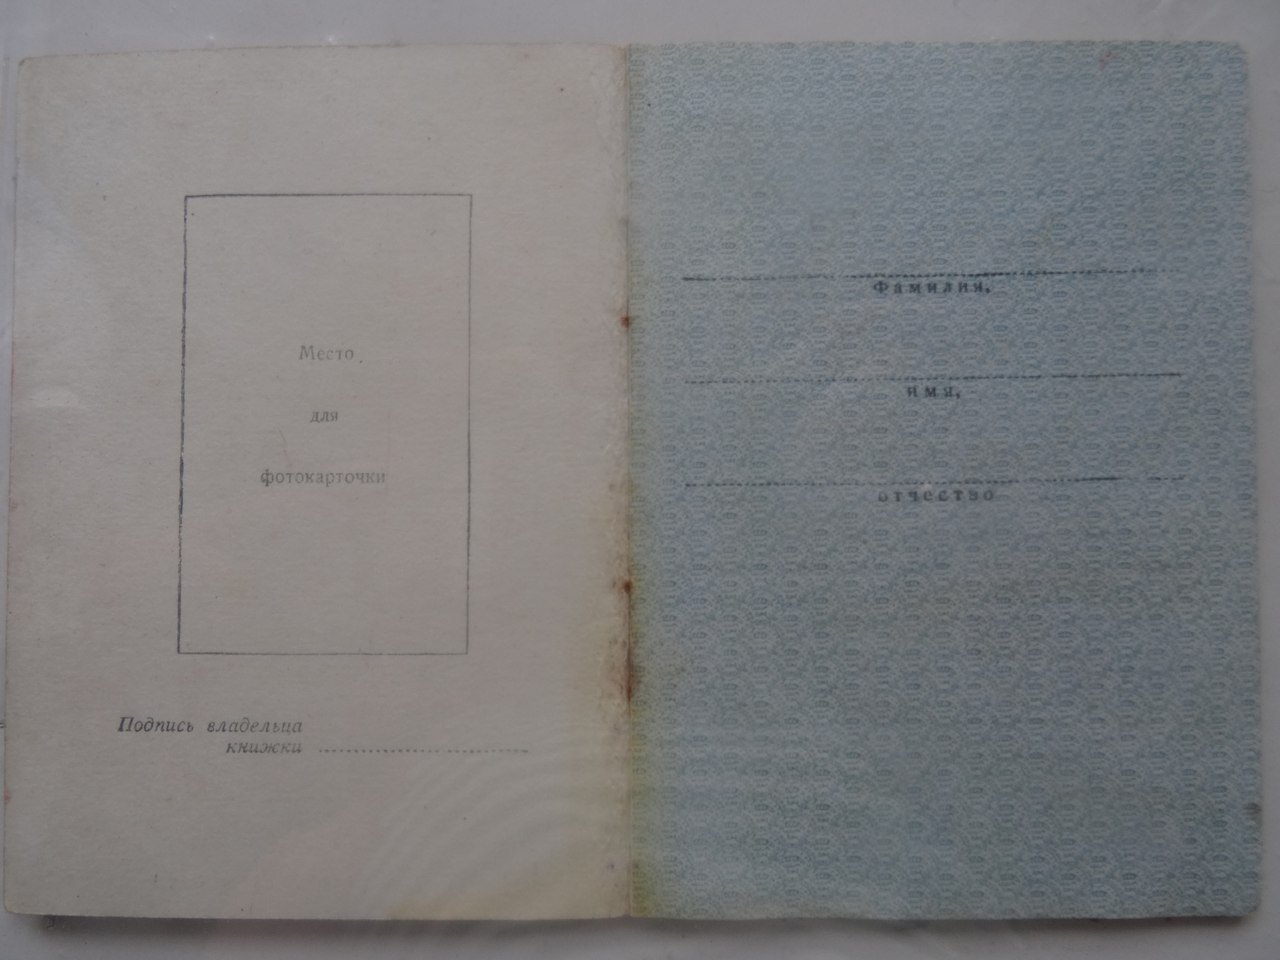 Место
для
фотокарточки
Подпись владельца
книжки
Фамилия,
имя,
отчество